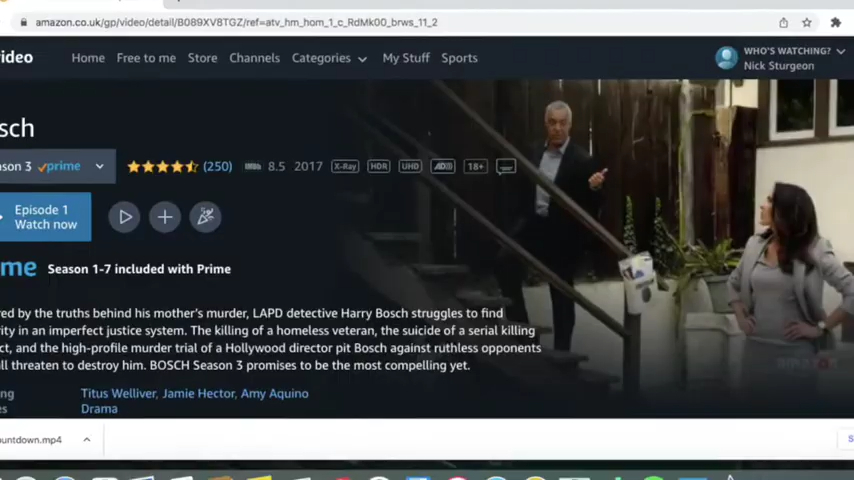 amazon.co.uk/gp/video/detail/B089XV8TGZ/ref=atv_hm_hom_1_c_RdMk00_brws_11_2
ideo Home Free to me Store Channels Categories My Stuff Sports
WHO'S WATCHING?
Nick Sturgeon
sch
son 3 prime (250) IMDb 8.5 2017 X-Ray HDR UHD AD 18+
Episode 1
Watch now
me Season 1-7 included with Prime
red by the truths behind his mother's murder, LAPD detective Harry Bosch struggles to find
ity in an imperfect justice system. The killing of a homeless veteran, the suicide of a serial killing
ct, and the high-profile murder trial of a Hollywood director pit Bosch against ruthless opponents
ll threaten to destroy him. BOSCH Season 3 promises to be the most compelling yet.
ng Titus Welliver, Jamie Hector, Amy Aquino
es Drama
ountdown.mp4
S